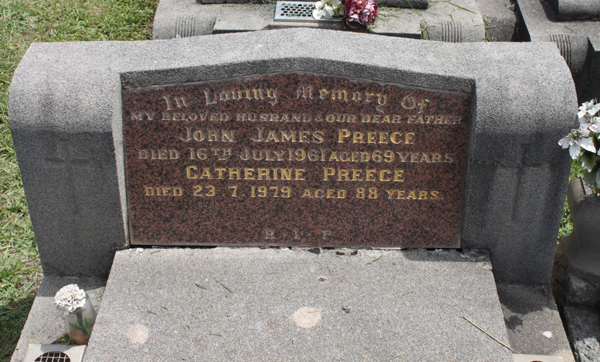 In Loving Memory Of
MY BELOVED HUSBAND & OUR DEAR FATHER
JOHN JAMES PREECE
DIED 16TH JULY 1961 AGED 69 YEARS
CATHERINE PREECE
DIED 23.7.1979 AGED 88 YEARS
R.I.P.